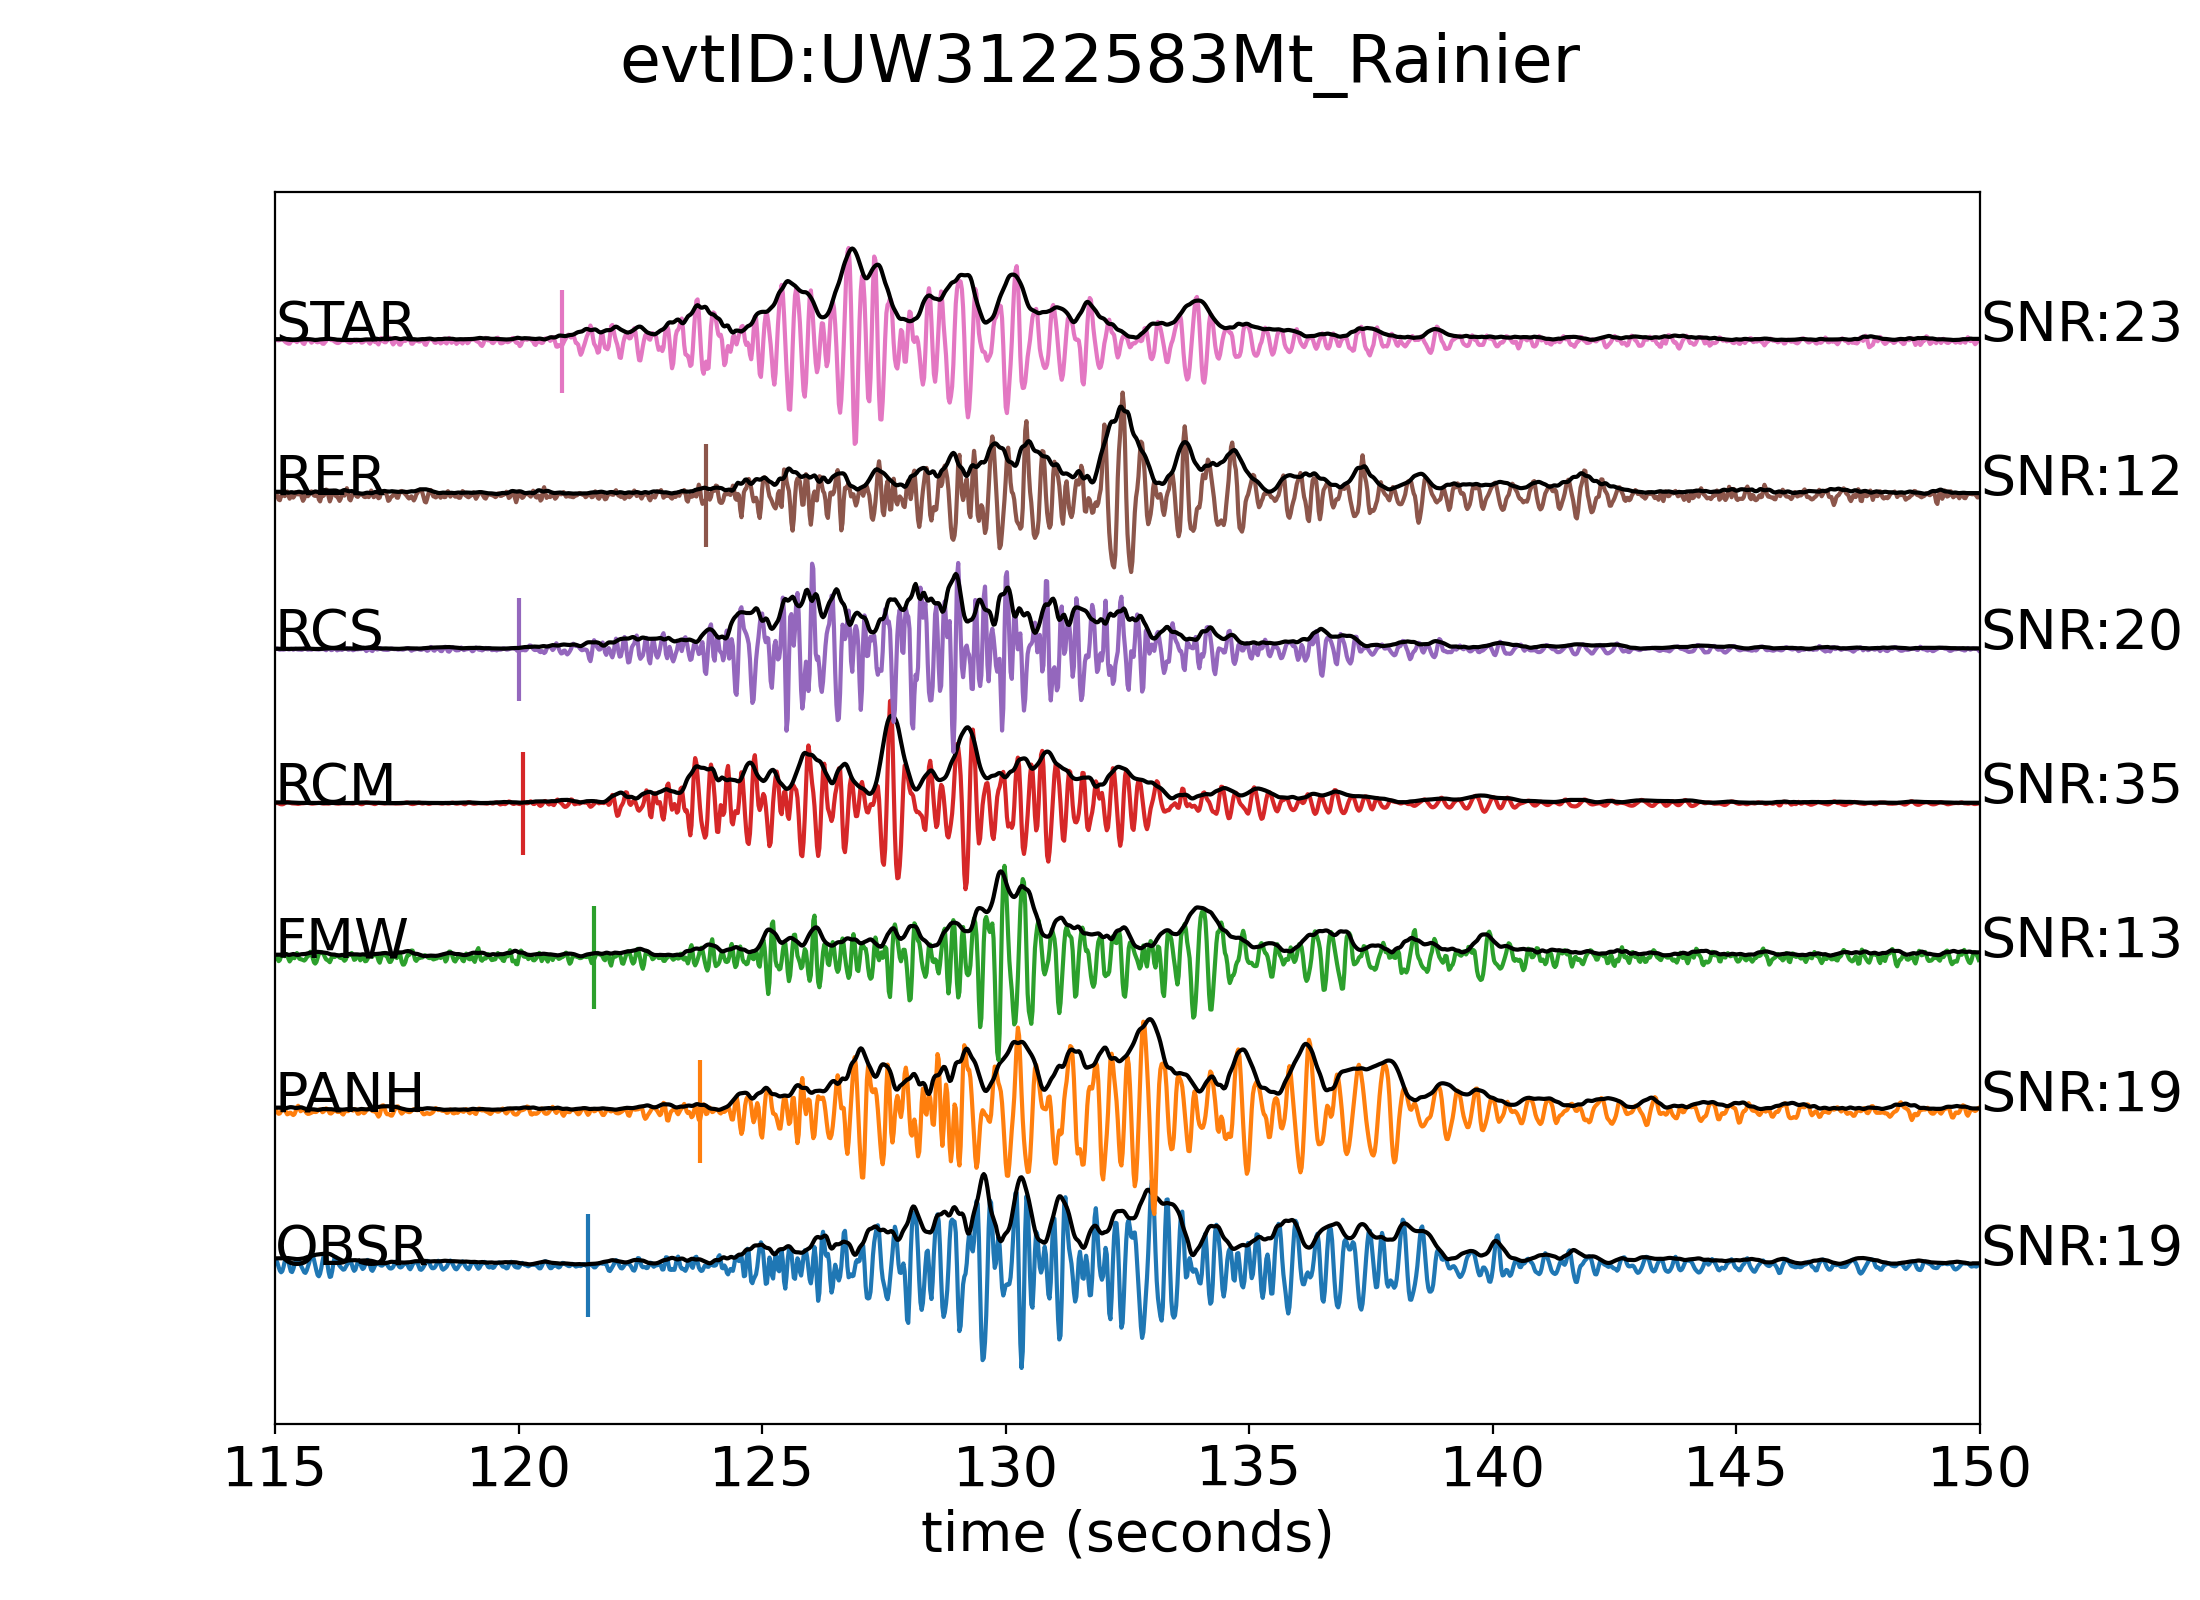 evtID:UW3122583Mt_Rainier
STAR SNR:23
RER SNR:12
RCS SNR:20
RCM SNR:35
FMW SNR:13
PANH SNR:19
OBSR SNR:19
115 120 125 130 135 140 145 150
time (seconds)